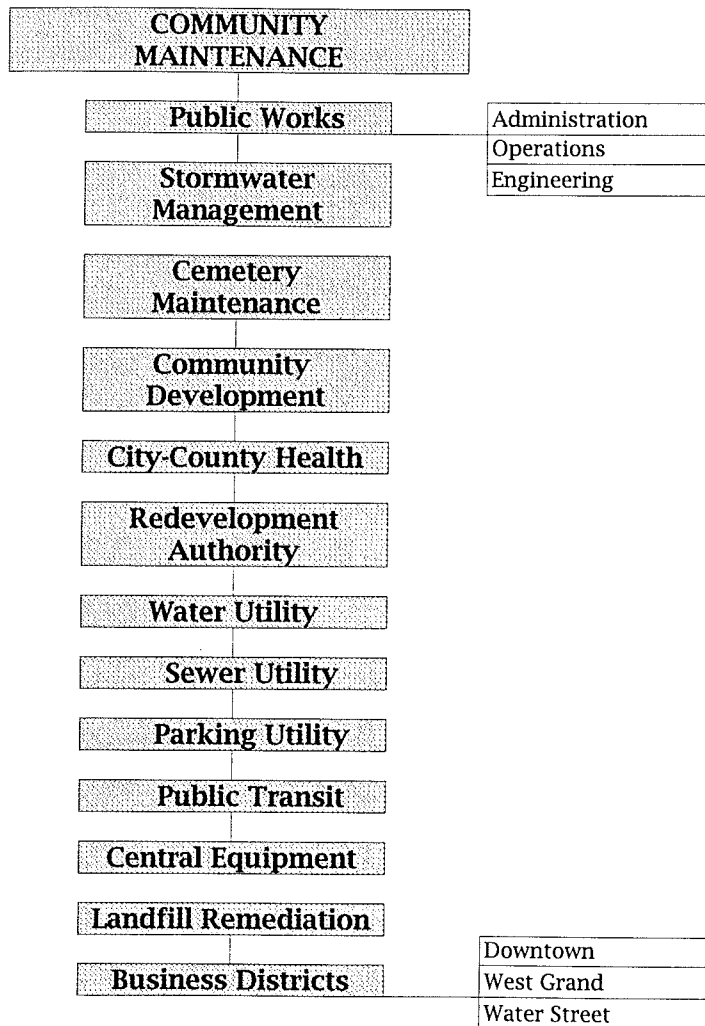 COMMUNITY
MAINTENANCE
Public Works
Administration
Operations
Engineering
Stormwater
Management
Cemetery
Maintenance
Community
Development
City-County Health
Redevelopment
Authority
Water Utility
Sewer Utility
Parking Utility
Public Transit
Central Equipment
Landfill Remediation
Business Districts
Downtown
West Grand
Water Street